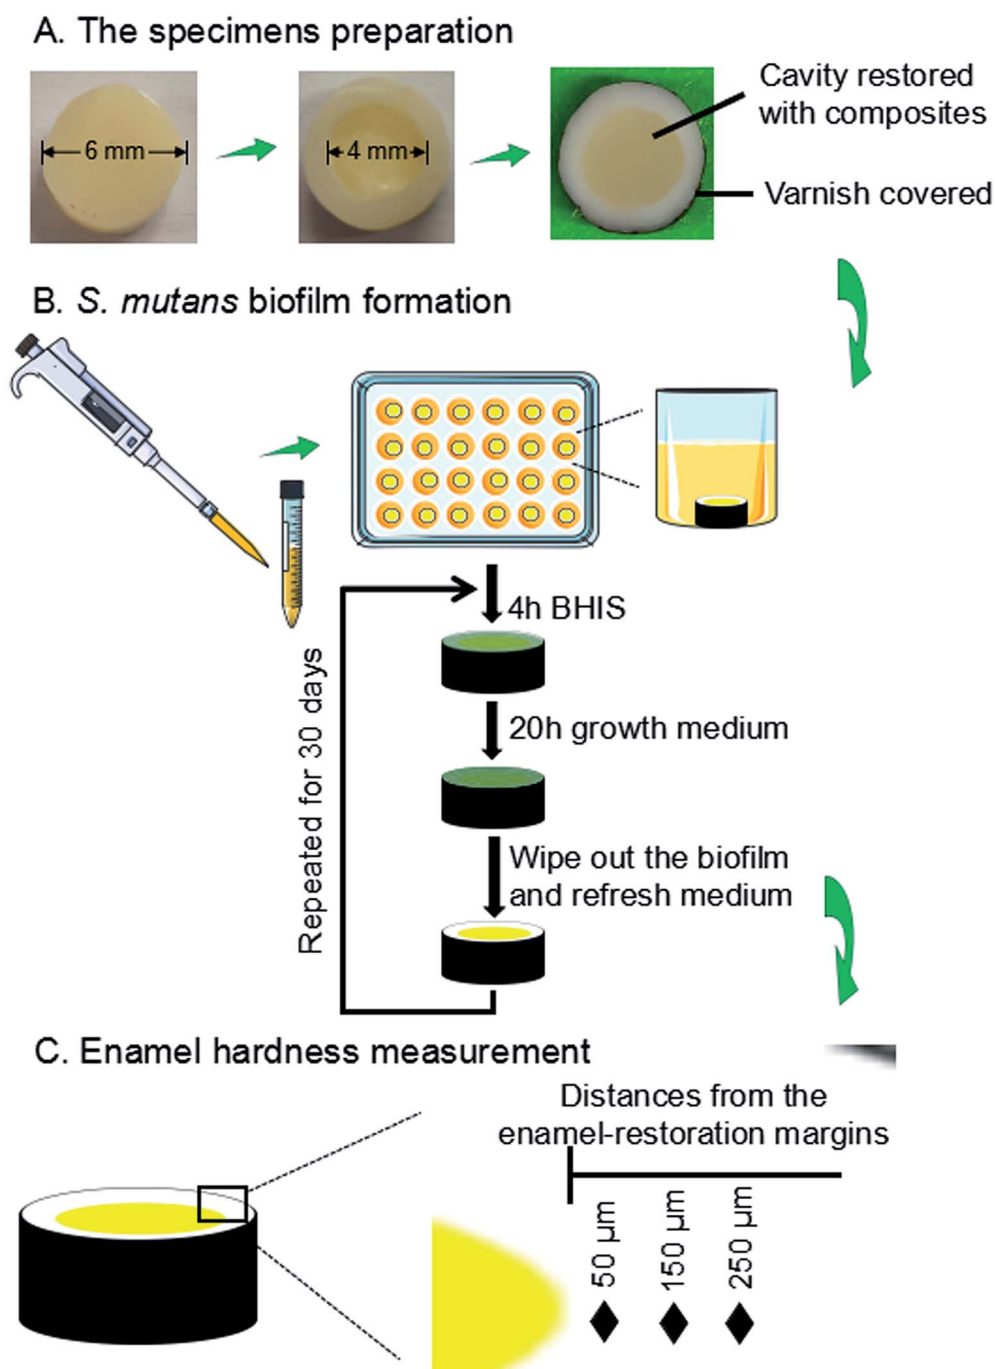 A. The specimens preparation
6 mm
4 mm
Cavity restored
with composites
Varnish covered
B. S. mutans biofilm formation
4h BHIS
20h growth medium
Repeated for 30 days
Wipe out the biofilm
and refresh medium
C. Enamel hardness measurement
Distances from the
enamel-restoration margins
50 µm
150 µm
250 µm